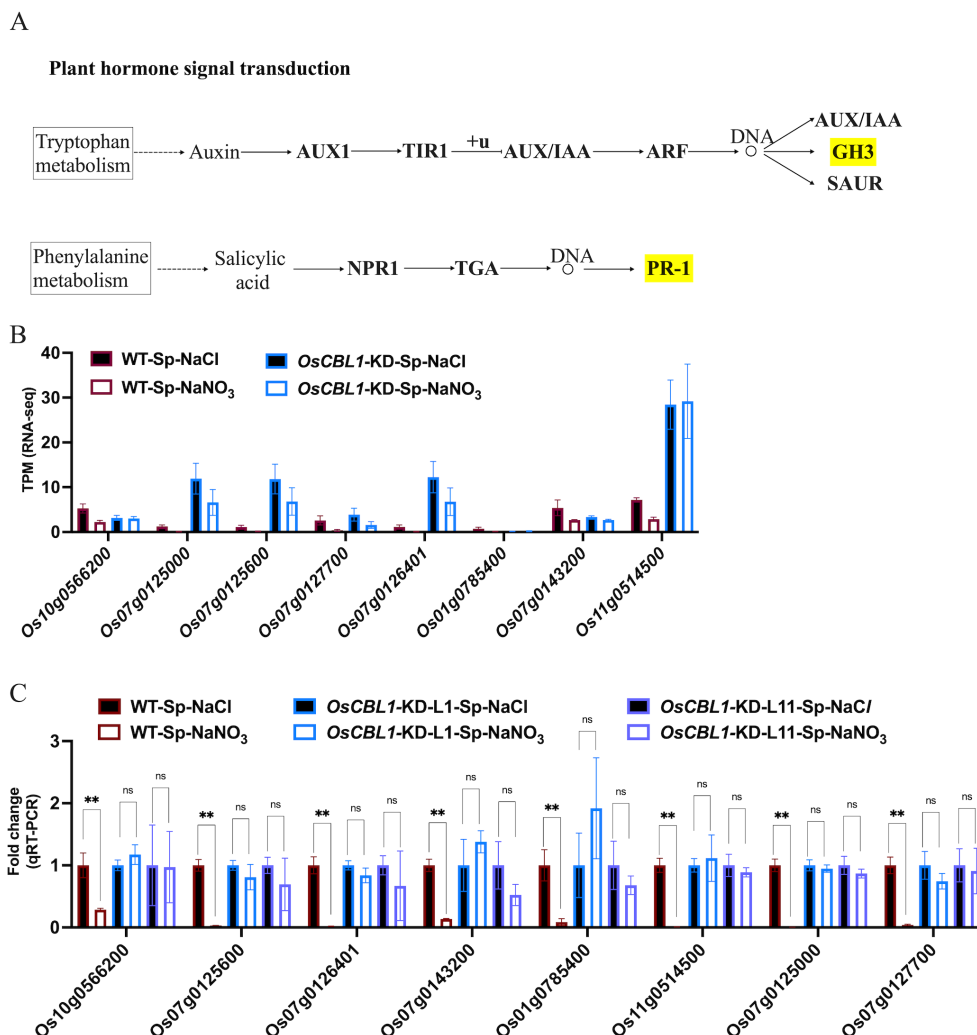 A
Plant hormone signal transduction
Tryptophan
metabolism
Auxin
AUX1
TIR1
+u
AUX/IAA
ARF
DNA
AUX/IAA
GH3
SAUR
Phenylalanine
metabolism
Salicylic
acid
NPR1
TGA
DNA
PR-1
B
WT-Sp-NaCl
OsCBL1-KD-Sp-NaCl
WT-Sp-NaNO3
OsCBL1-KD-Sp-NaNO3
TPM (RNA-seq)
40
30
20
10
0
Os10g0566200
Os07g0125000
Os07g0125600
Os07g0127700
Os07g0126401
Os01g0785400
Os07g0143200
Os11g0514500
C
WT-Sp-NaCl
OsCBL1-KD-L1-Sp-NaCl
OsCBL1-KD-L11-Sp-NaCl
WT-Sp-NaNO3
OsCBL1-KD-L1-Sp-NaNO3
OsCBL1-KD-L11-Sp-NaNO3
Fold change
(qRT-PCR)
3
2
1
0
** ns ns
** ns ns
** ns ns
** ns ns
** ns ns
** ns ns
** ns ns
** ns ns
Os10g0566200
Os07g0125600
Os07g0126401
Os07g0143200
Os01g0785400
Os11g0514500
Os07g0125000
Os07g0127700